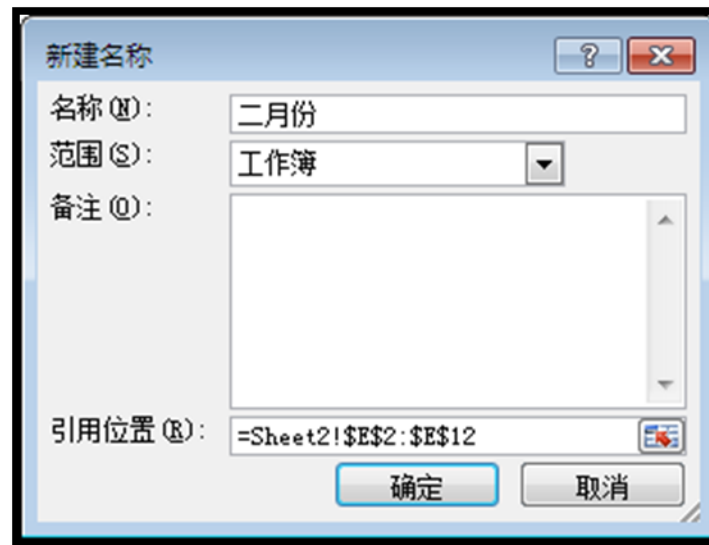 新建名称
名称(N): 二月份
范围(S): 工作簿
备注(O):
引用位置(R): =Sheet2!$E$2:$E$12
确定 取消